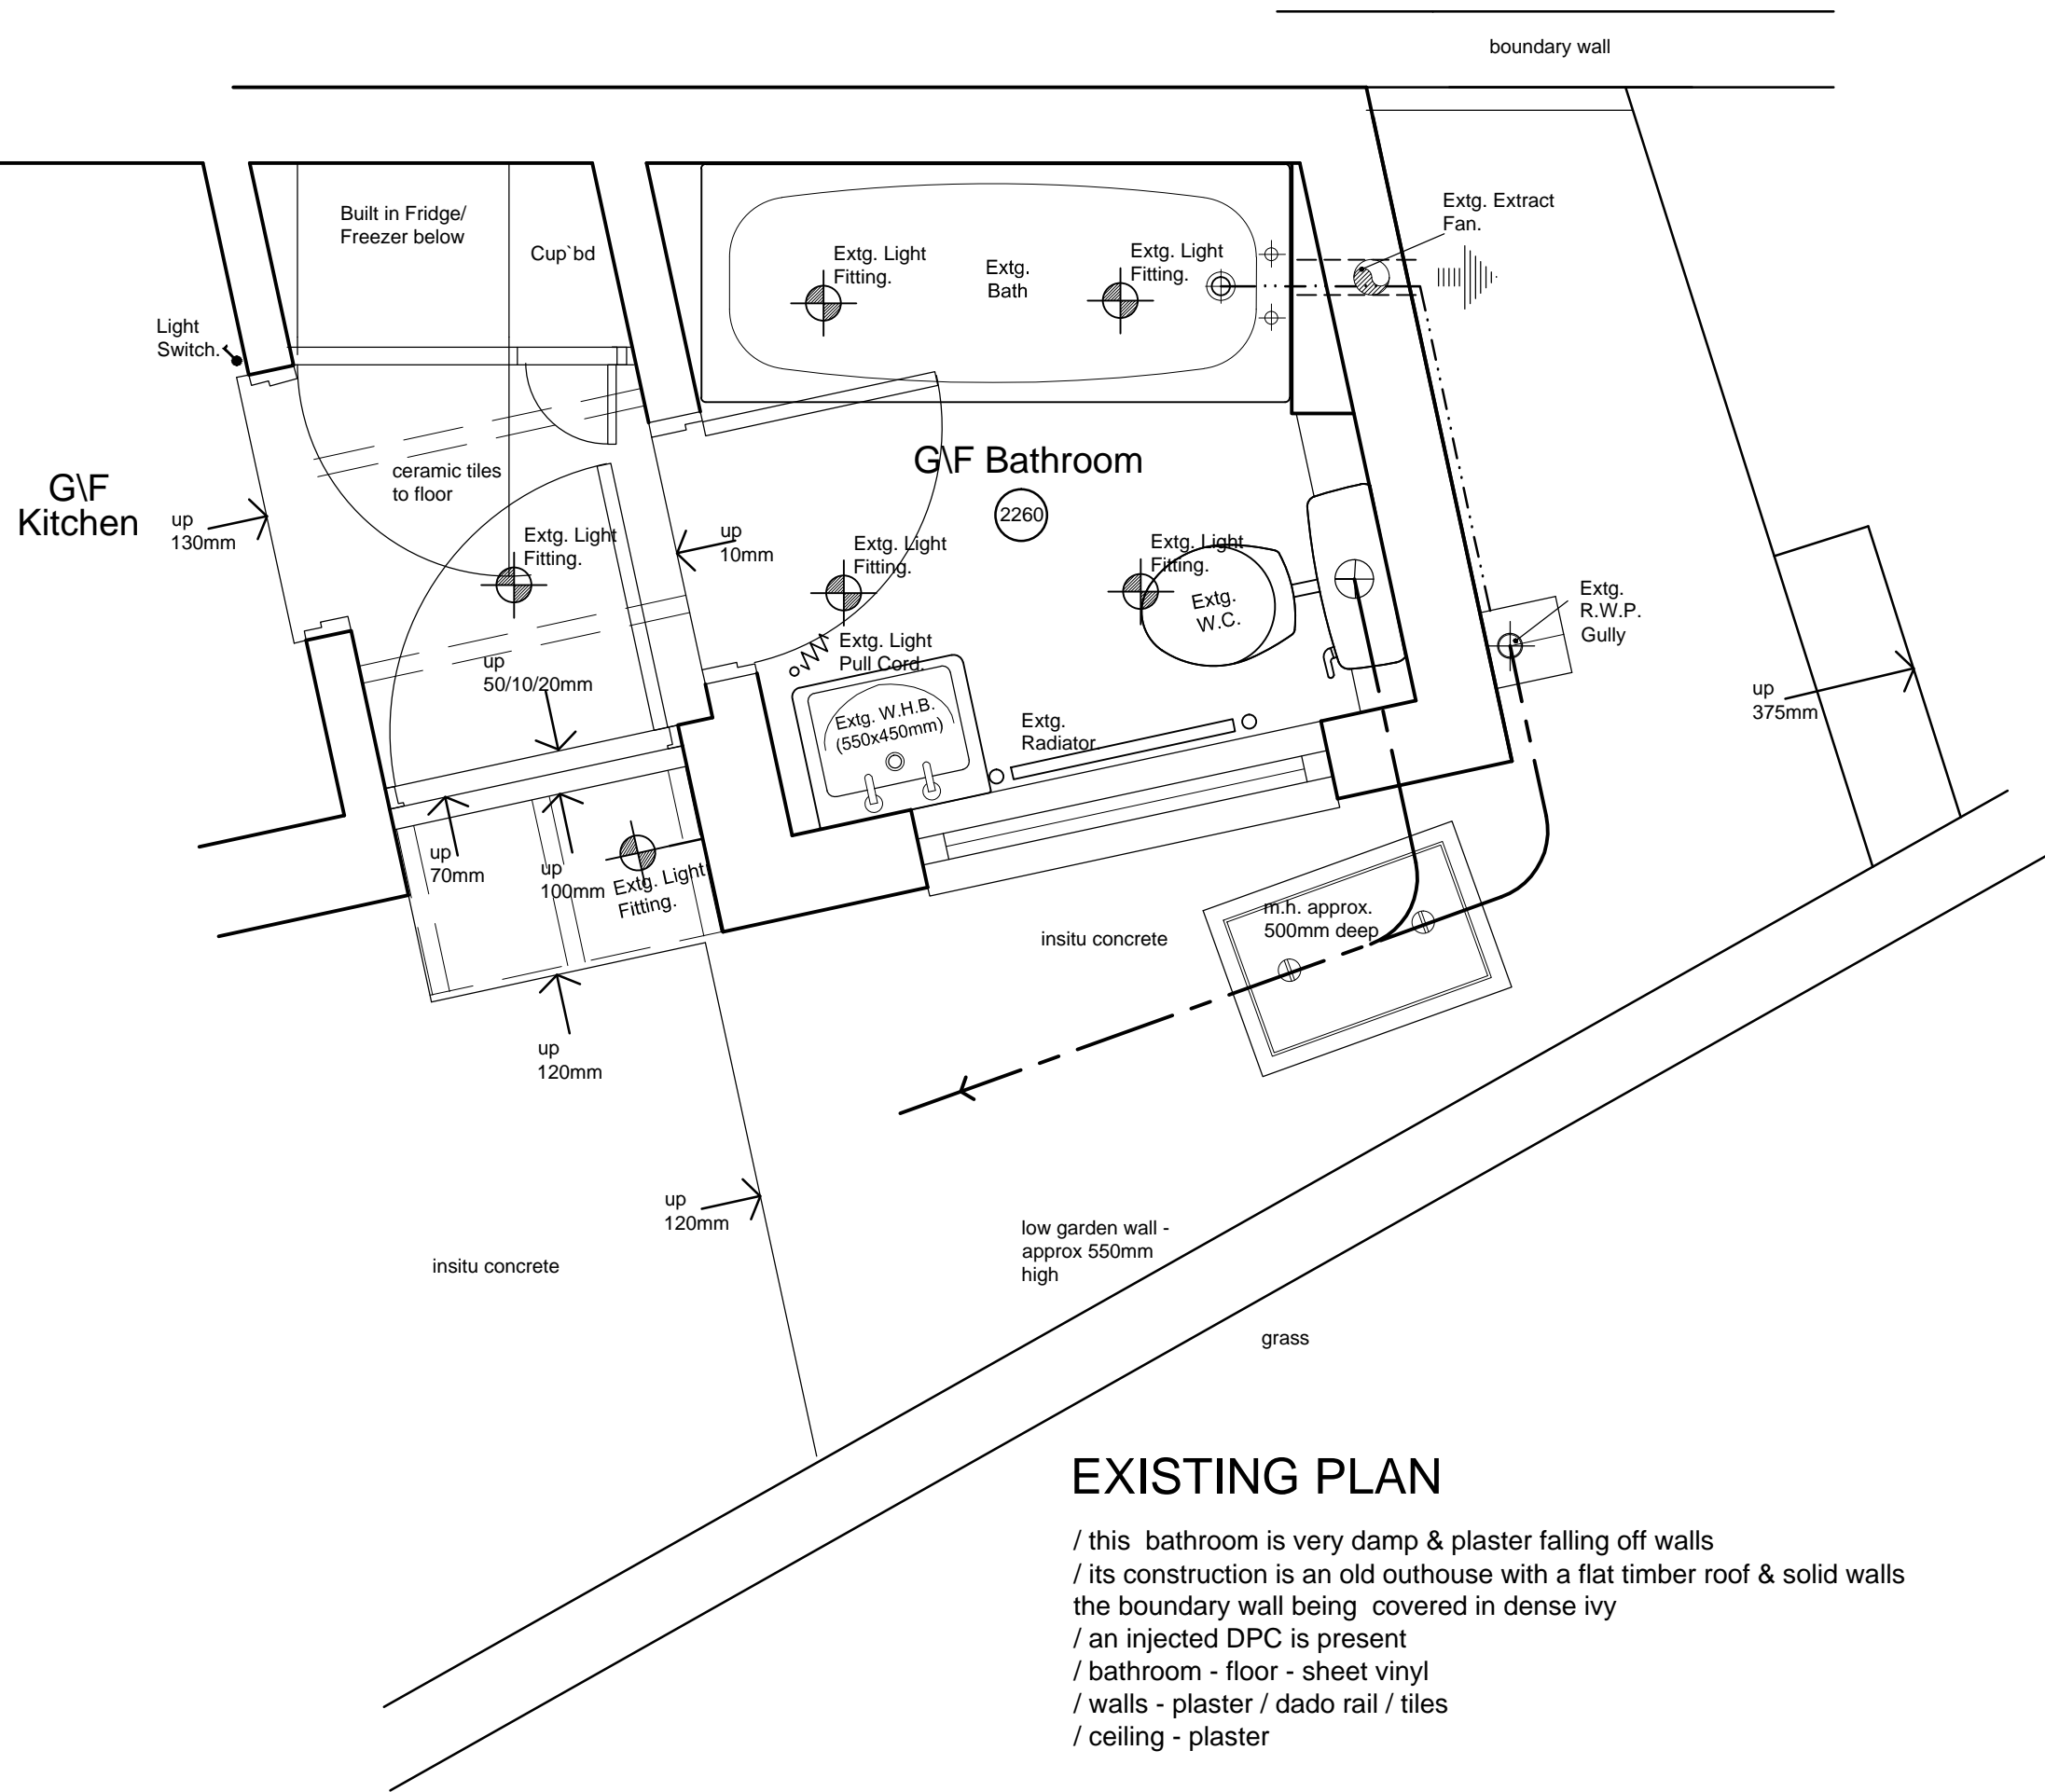 boundary wall
Extg. Extract
Fan.
Built in Fridge/
Freezer below
Cup`bd
Extg. Light
Fitting.
Extg.
Bath
Extg. Light
Fitting.
Light
Switch.
G\F
Kitchen
up
130mm
ceramic tiles
to floor
Extg. Light
Fitting.
up
10mm
G\F Bathroom
2260
Extg. Light
Fitting.
Extg. Light
Fitting.
Extg.
W.C.
Extg.
R.W.P.
Gully
up
50/10/20mm
Extg. Light
Pull Cord.
Extg. W.H.B.
(550x450mm)
Extg.
Radiator.
up
375mm
up
70mm
up
100mm
Extg. Light
Fitting.
insitu concrete
m.h. approx.
500mm deep
up
120mm
up
120mm
low garden wall -
approx 550mm
high
insitu concrete
grass
EXISTING PLAN
/ this bathroom is very damp & plaster falling off walls
/ its construction is an old outhouse with a flat timber roof & solid walls
the boundary wall being covered in dense ivy
/ an injected DPC is present
/ bathroom - floor - sheet vinyl
/ walls - plaster / dado rail / tiles
/ ceiling - plaster